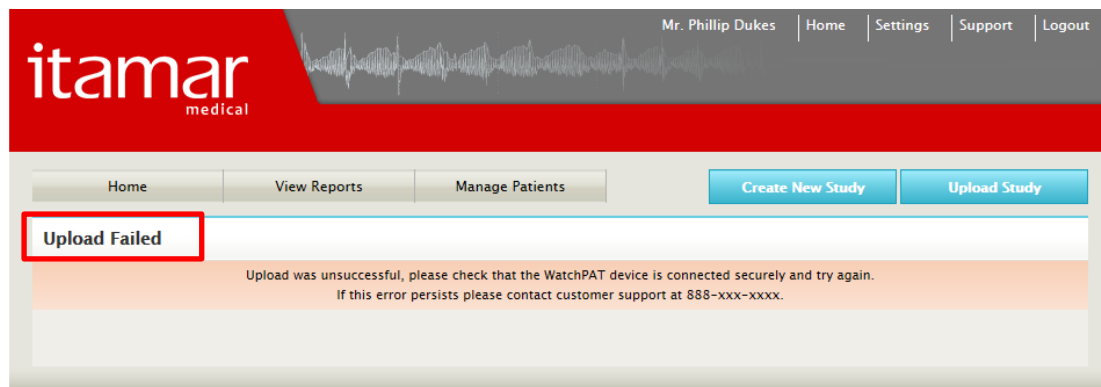 Mr. Phillip Dukes Home Settings Support Logout
itamar
medical
Home View Reports Manage Patients Create New Study Upload Study
Upload Failed
Upload was unsuccessful, please check that the WatchPAT device is connected securely and try again.
If this error persists please contact customer support at 888-xxx-xxxx.